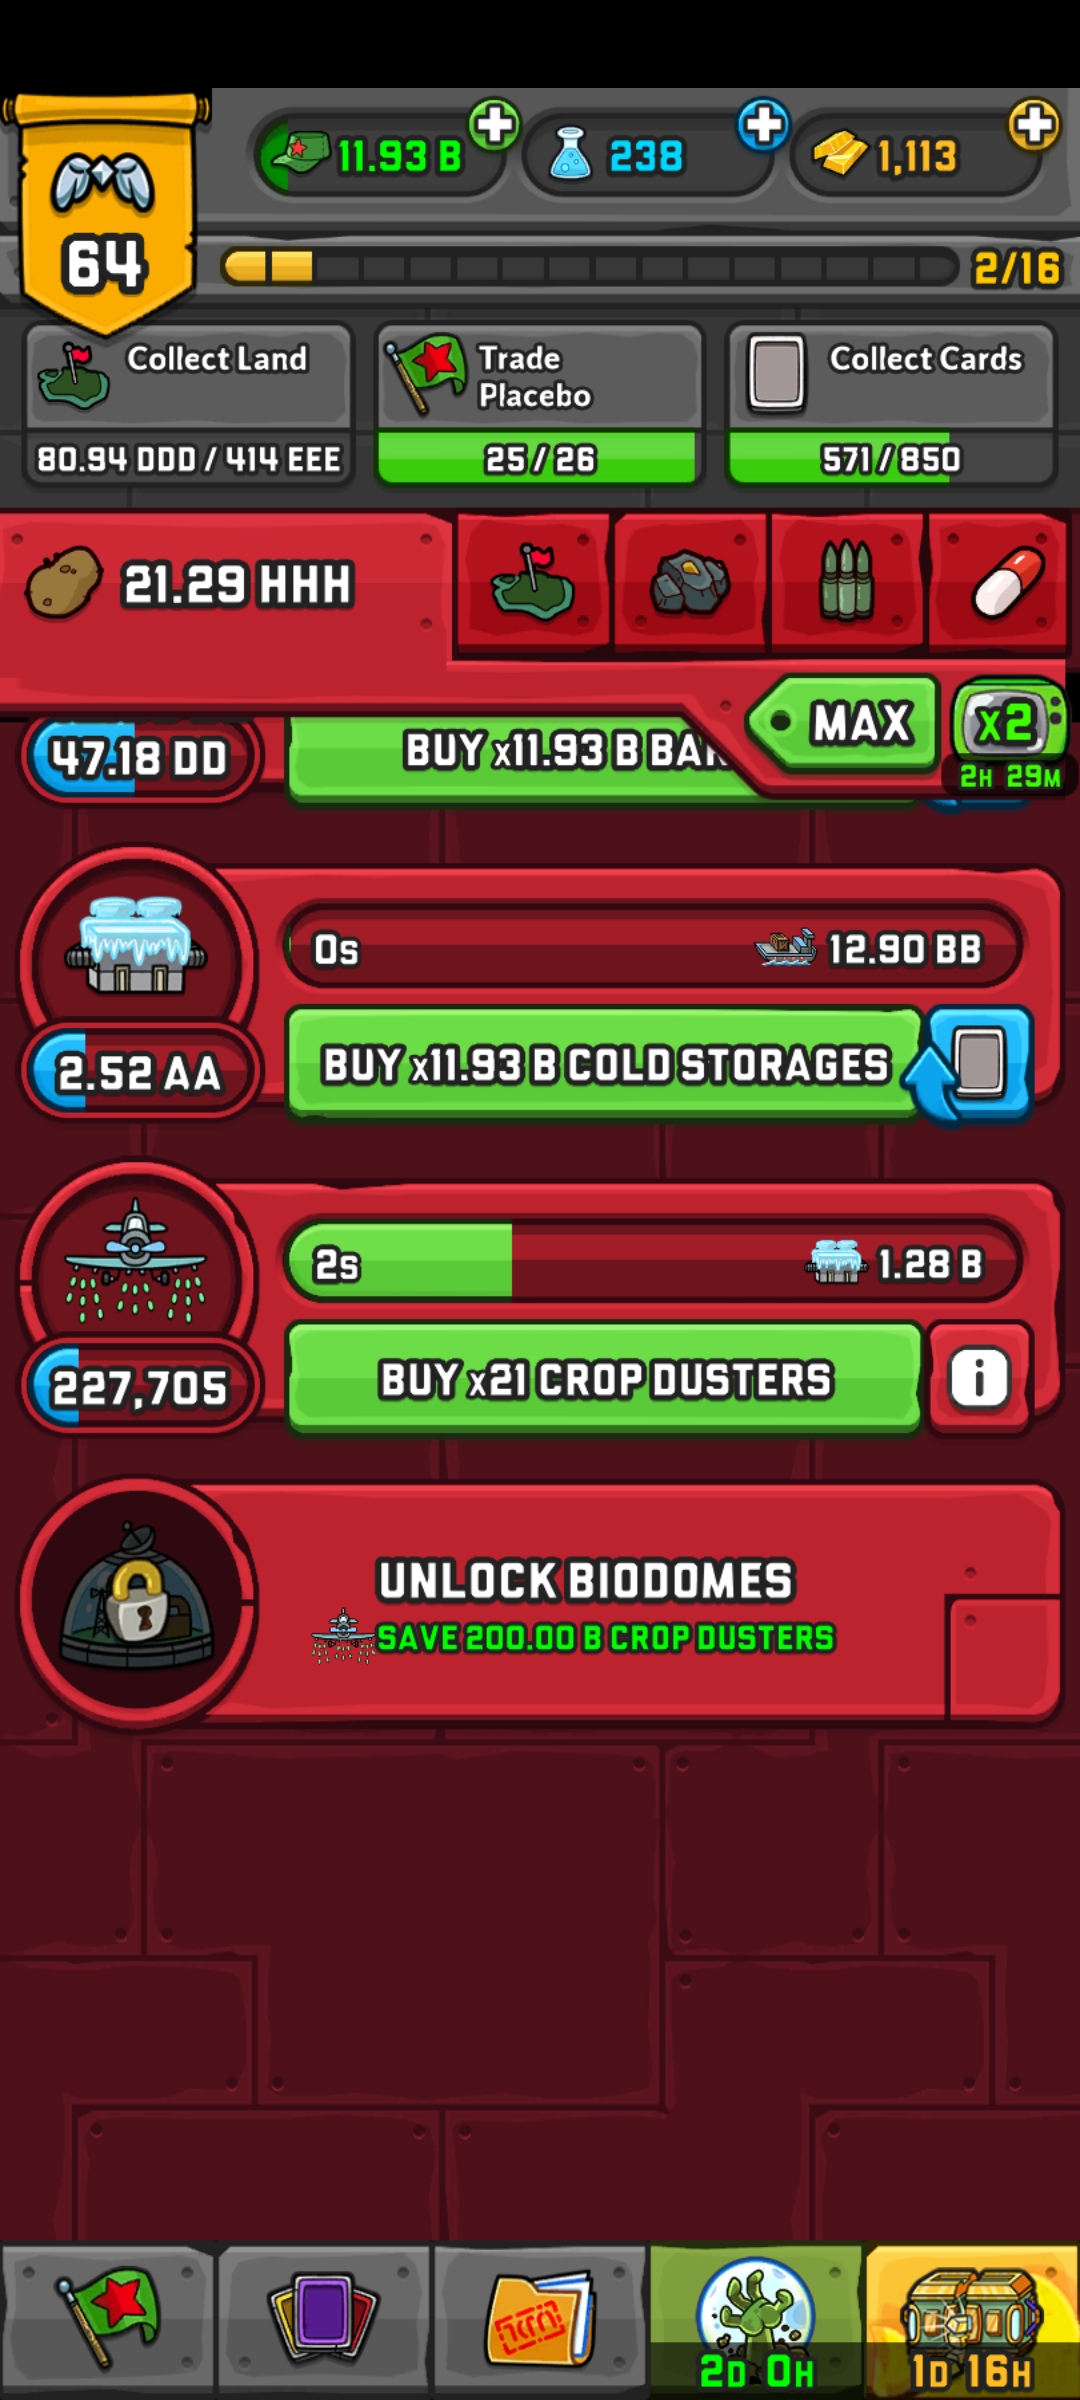 11.93 B
238
1,113
64
2/16
Collect Land
80.94 DDD / 414 EEE
Trade
Placebo
25 / 26
Collect Cards
571 / 850
21.29 HHH
MAX
x2
2H 29M
47.18 DD
BUY x11.93 B
0s
12.90 BB
2.52 AA
BUY x11.93 B COLD STORAGES
2s
1.28 B
227,705
BUY x21 CROP DUSTERS
i
UNLOCK BIODOMES
SAVE 200.00 B CROP DUSTERS
2D 0H
1D 16H